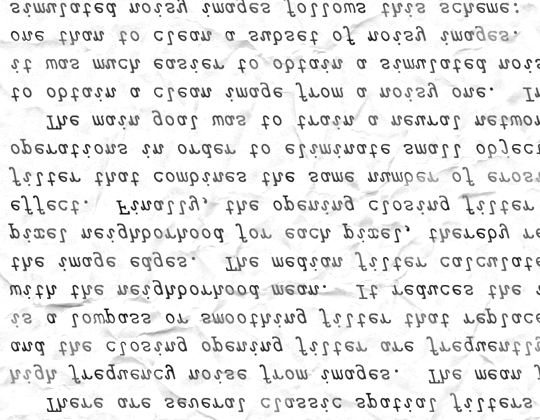 There are several classic spatial filters
high frequency noise from images. The mean f
and the closing opening filter are frequently
is a lowpass or smoothing filter that replace
with the neighborhood mean. It reduces the
the image edges. The median filter calculate
pixel neighborhood for each pixel, thereby re
effect. Finally, the opening closing filter
filter that combines the same number of erosi
operations in order to eliminate small object
The main goal was to train a neural networ
to obtain a clean image from a noisy one. In
it was much easier to obtain a simulated nois
one than to clean a subset of noisy images.
simulated noisy images follows this scheme: